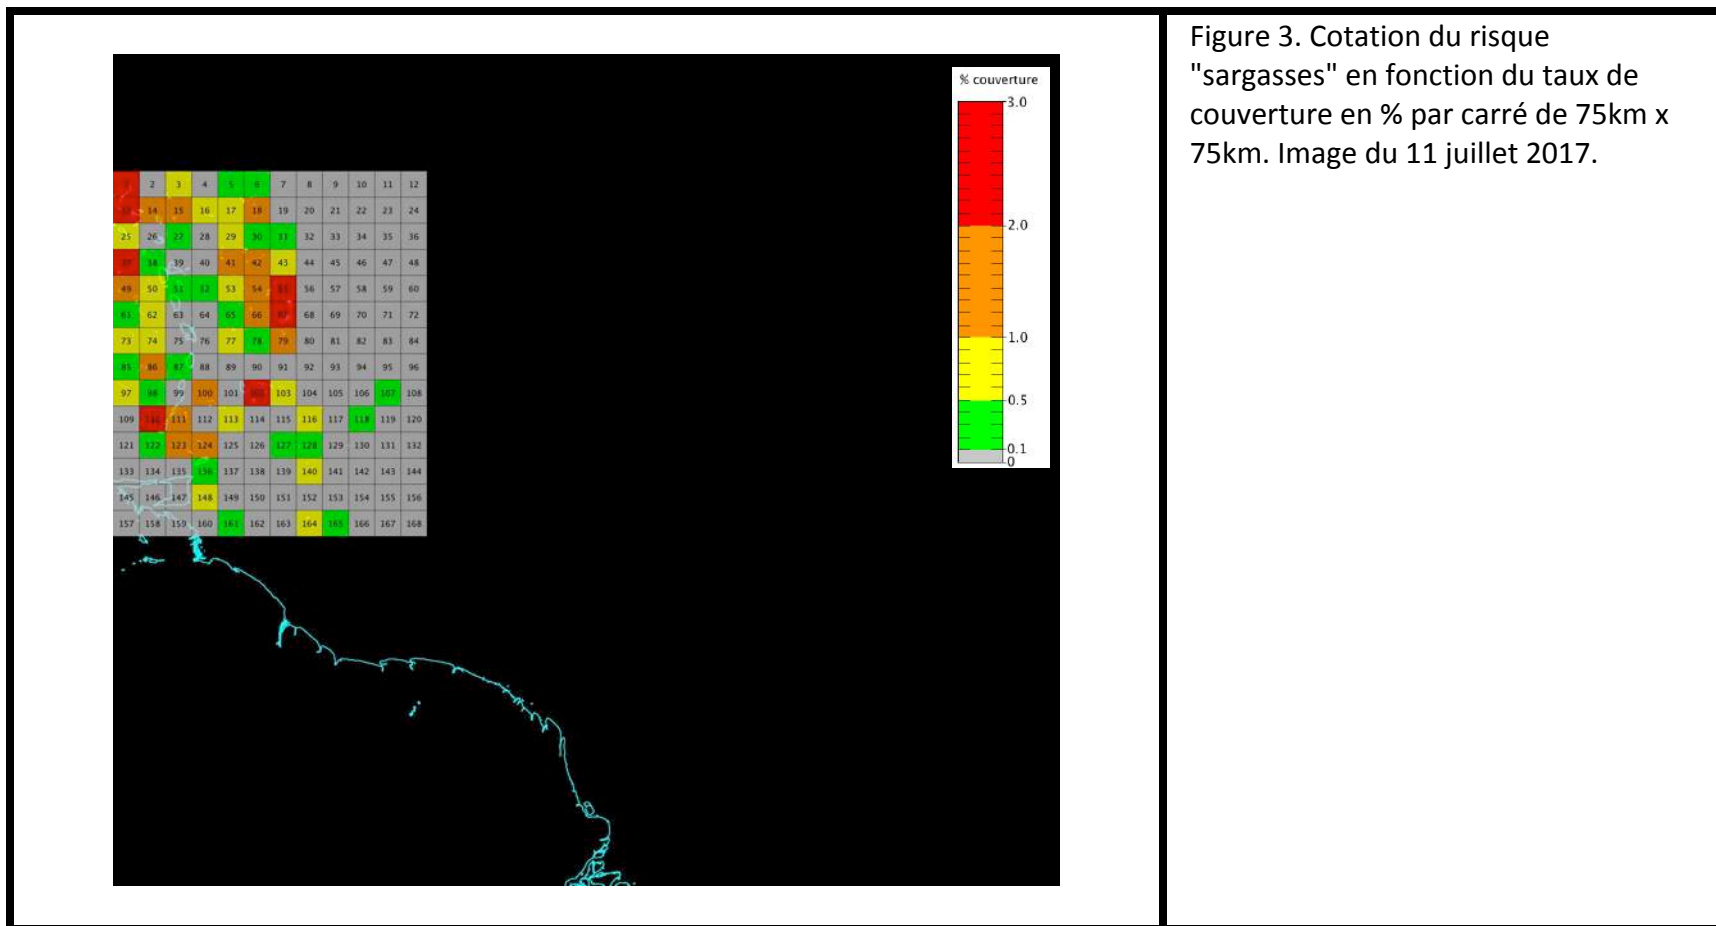 1 2 3 4 5 6 7 8 9 10 11 12
13 14 15 16 17 18 19 20 21 22 23 24
25 26 27 28 29 30 31 32 33 34 35 36
37 38 39 40 41 42 43 44 45 46 47 48
49 50 51 52 53 54 55 56 57 58 59 60
61 62 63 64 65 66 67 68 69 70 71 72
73 74 75 76 77 78 79 80 81 82 83 84
85 86 87 88 89 90 91 92 93 94 95 96
97 98 99 100 101 102 103 104 105 106 107 108
109 110 111 112 113 114 115 116 117 118 119 120
121 122 123 124 125 126 127 128 129 130 131 132
133 134 135 136 137 138 139 140 141 142 143 144
145 146 147 148 149 150 151 152 153 154 155 156
157 158 159 160 161 162 163 164 165 166 167 168
% couverture
3.0
2.0
1.0
0.5
0.1
0
Figure 3. Cotation du risque
"sargasses" en fonction du taux de
couverture en % par carré de 75km x
75km. Image du 11 juillet 2017.